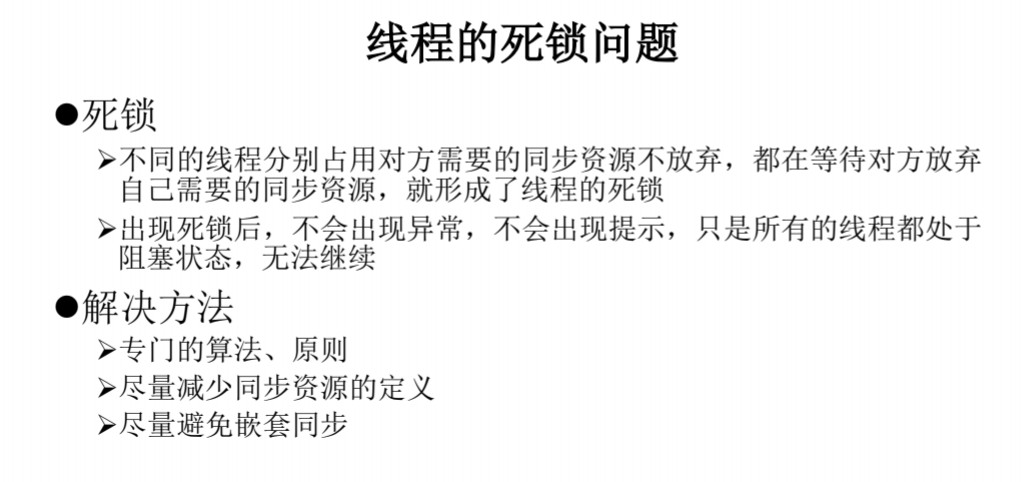 线程的死锁问题
●死锁
➢不同的线程分别占用对方需要的同步资源不放弃，都在等待对方放弃
自己需要的同步资源，就形成了线程的死锁
➢出现死锁后，不会出现异常，不会出现提示，只是所有的线程都处于
阻塞状态，无法继续
●解决方法
➢专门的算法、原则
➢尽量减少同步资源的定义
➢尽量避免嵌套同步